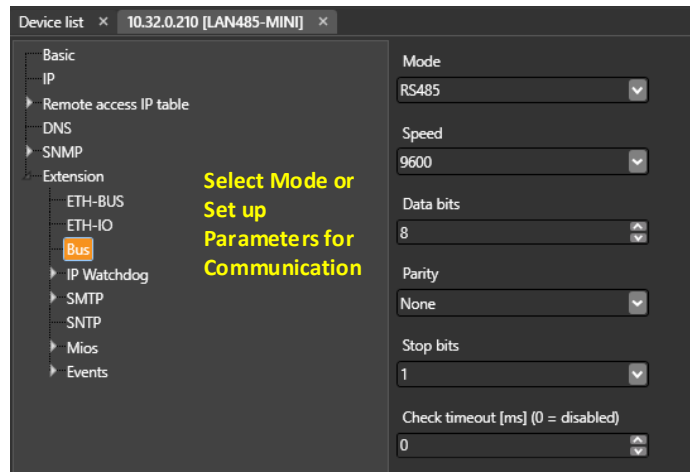 Device list × 10.32.0.210 [LAN485-MINI] ×
Basic
IP
Remote access IP table
DNS
SNMP
Extension
ETH-BUS
ETH-IO
Bus
IP Watchdog
SMTP
SNTP
Mios
Events
Select Mode or
Set up
Parameters for
Communication
Mode
RS485
Speed
9600
Data bits
8
Parity
None
Stop bits
1
Check timeout [ms] (0 = disabled)
0